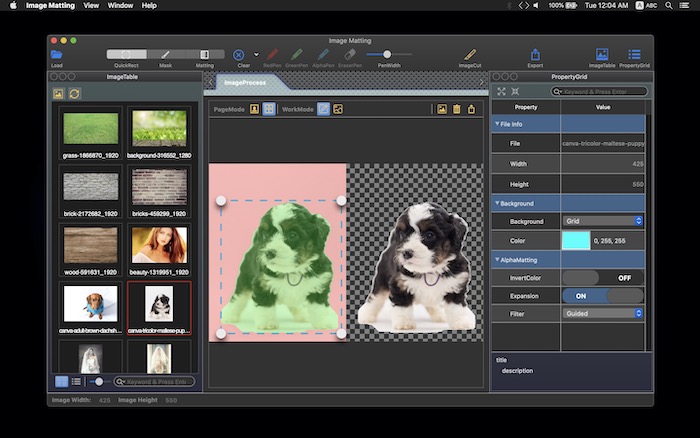 Image Matting View Window Help 100% Tue 12:04 AM A ABC
Image Matting
Load QuickRect Mask Matting Clear RedPen GreenPen AlphaPen EraserPen PenWidth ImageCut Export ImageTable PropertyGrid
ImageTable
grass-1866870_1920 background-316552_1280
brick-2172682_1920 bricks-459299_1920
wood-591631_1920 beauty-1319951_1920
canva-adult-brown-dachsh... canva-tricolor-maltese-pup...
Keyword & Press Ent
ImageProcess
PageMode WorkMode
PropertyGrid
Keyword & Press Enter
Property Value
File Info
File canva-tricolor-maltese-puppy
Width 425
Height 550
Background
Background Grid
Color 0, 255, 255
AlphaMatting
InvertColor OFF
Expansion ON
Filter Guided
title
description
Image Width: 425 Image Height 550